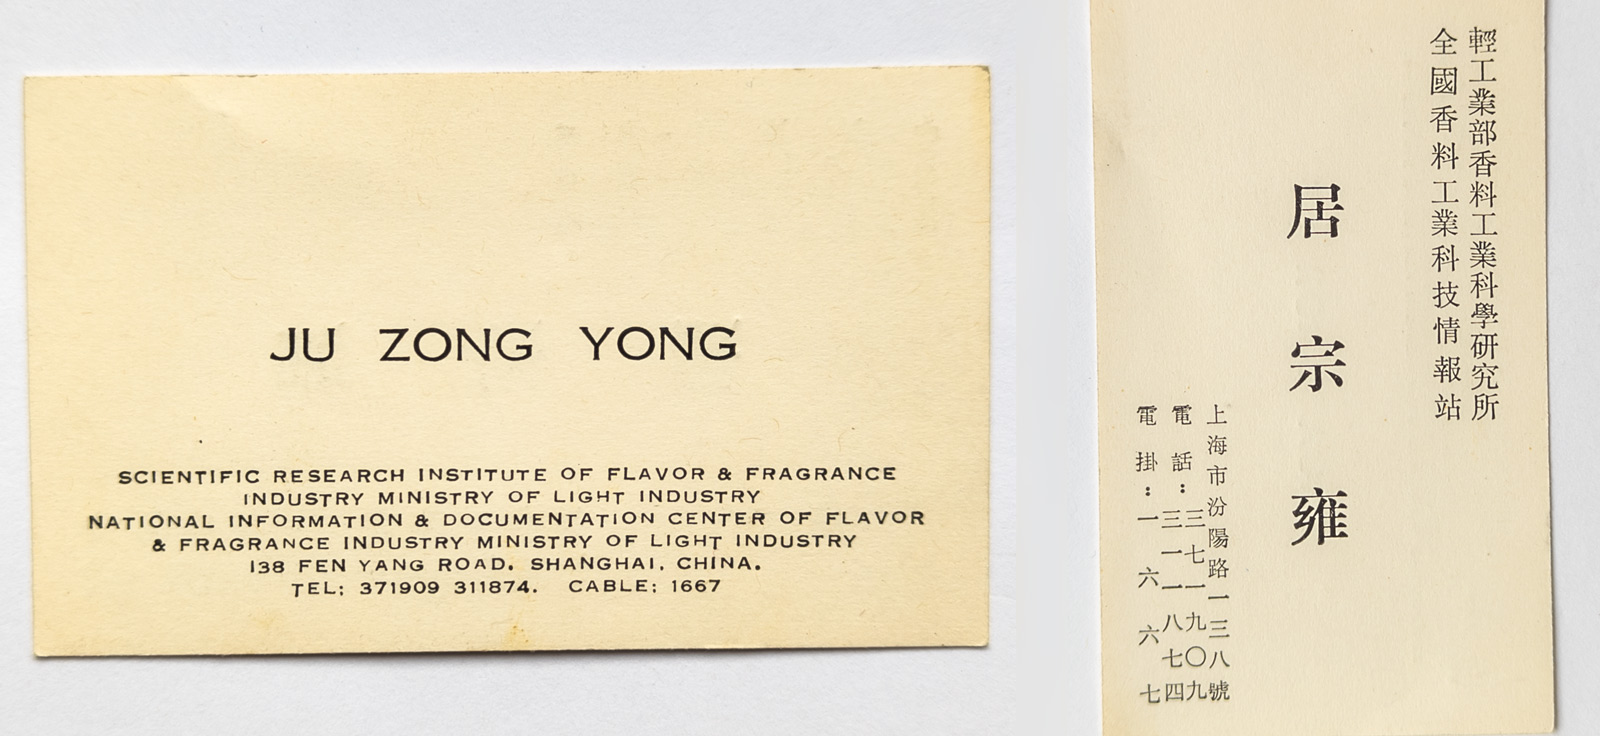 JU ZONG YONG
SCIENTIFIC RESEARCH INSTITUTE OF FLAVOR & FRAGRANCE
INDUSTRY MINISTRY OF LIGHT INDUSTRY
NATIONAL INFORMATION & DOCUMENTATION CENTER OF FLAVOR
& FRAGRANCE INDUSTRY MINISTRY OF LIGHT INDUSTRY
138 FEN YANG ROAD. SHANGHAI, CHINA.
TEL: 371909 311874. CABLE: 1667
輕工業部香料工業科學研究所
全國香料工業科技情報站
居宗雍
上海市汾陽路一三八號
電話：三七一九〇九
三一一八七四
電掛：一六六七